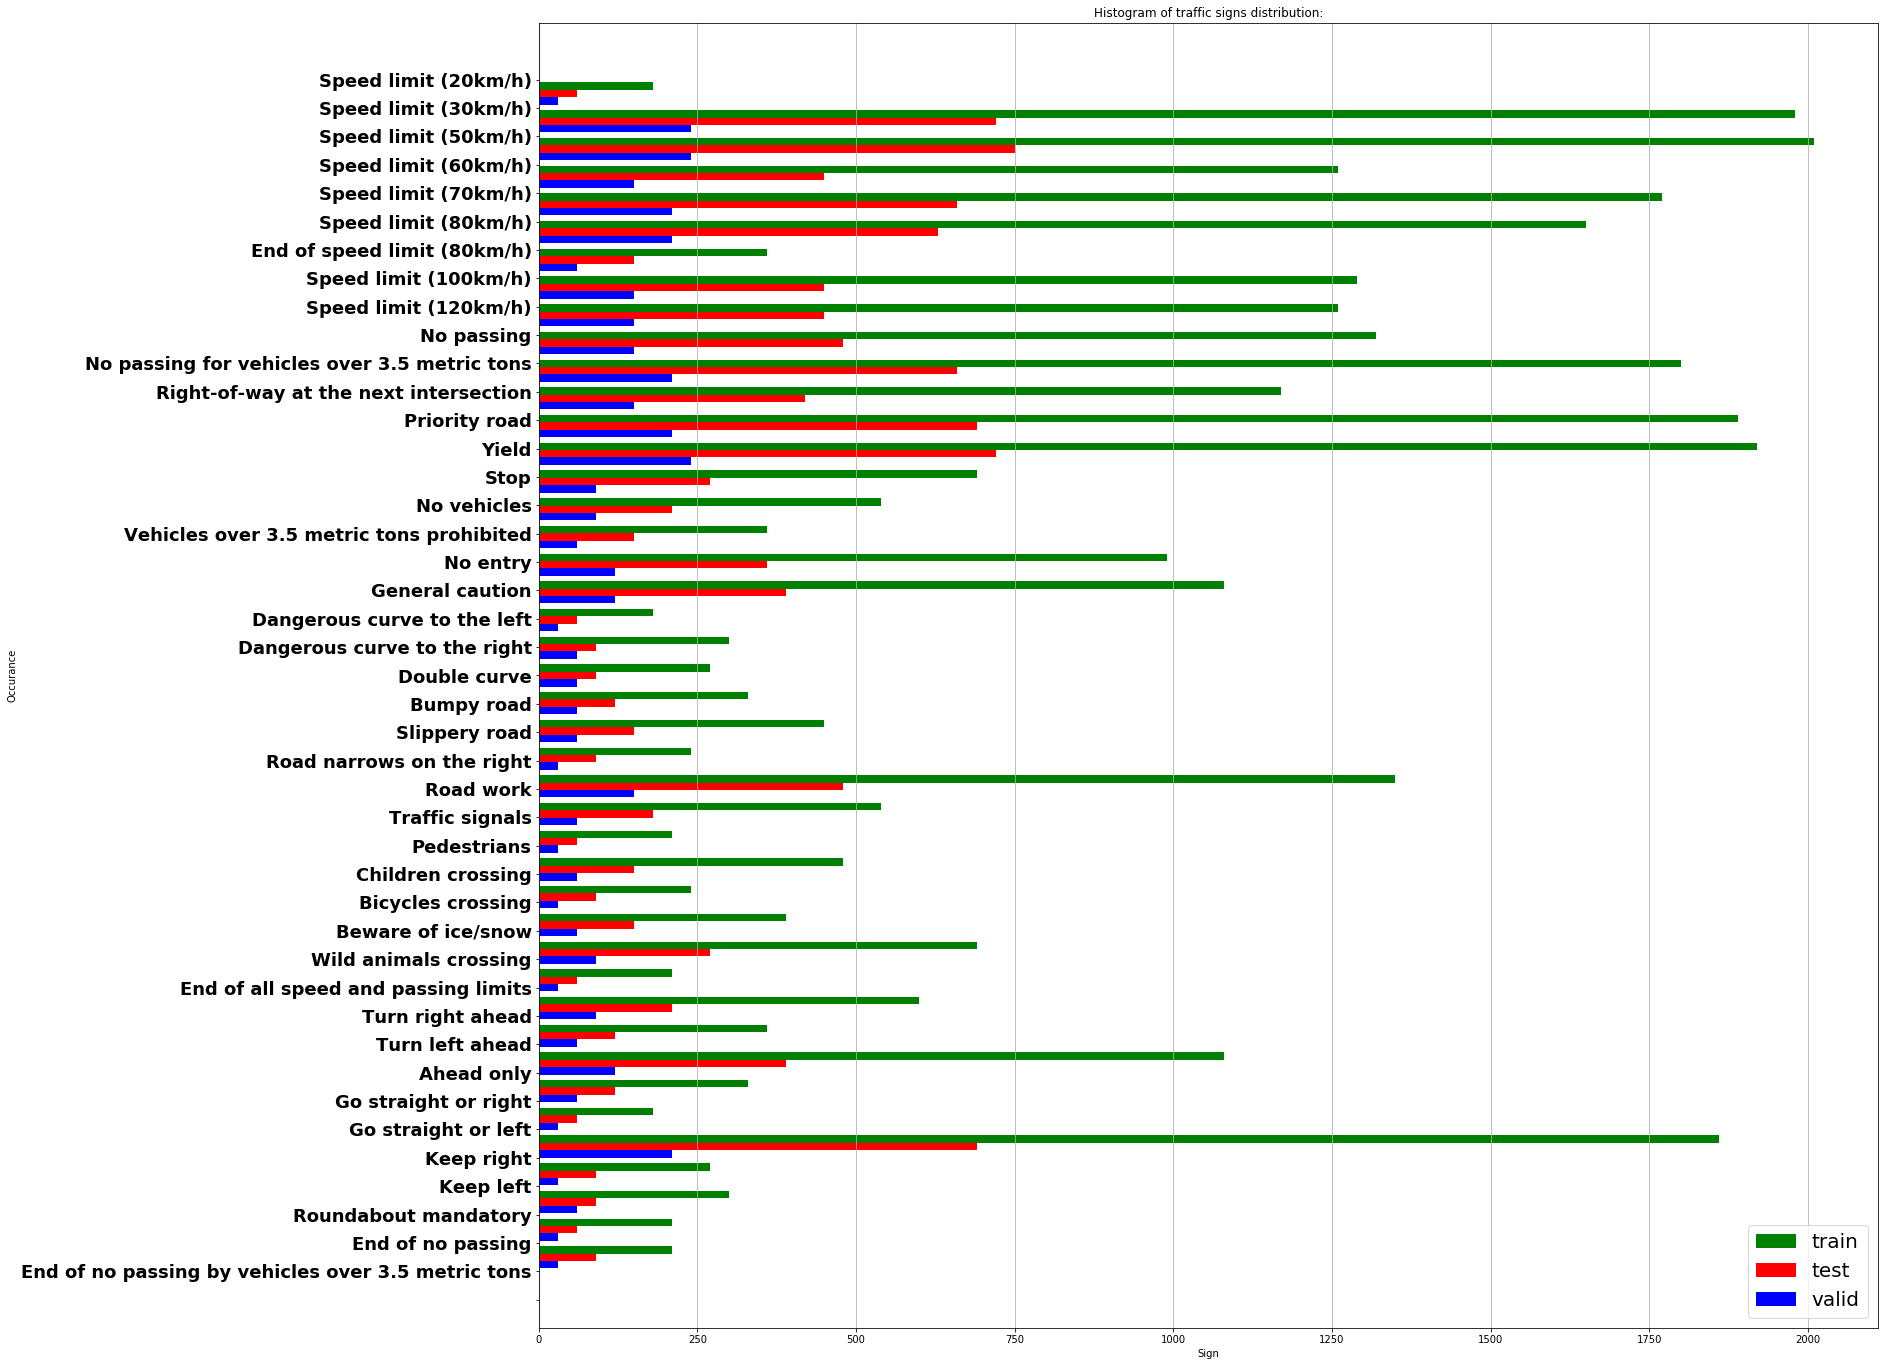 Histogram of traffic signs distribution:
Speed limit (20km/h)
Speed limit (30km/h)
Speed limit (50km/h)
Speed limit (60km/h)
Speed limit (70km/h)
Speed limit (80km/h)
End of speed limit (80km/h)
Speed limit (100km/h)
Speed limit (120km/h)
No passing
No passing for vehicles over 3.5 metric tons
Right-of-way at the next intersection
Priority road
Yield
Stop
No vehicles
Vehicles over 3.5 metric tons prohibited
No entry
General caution
Dangerous curve to the left
Dangerous curve to the right
Double curve
Bumpy road
Slippery road
Road narrows on the right
Road work
Traffic signals
Pedestrians
Children crossing
Bicycles crossing
Beware of ice/snow
Wild animals crossing
End of all speed and passing limits
Turn right ahead
Turn left ahead
Ahead only
Go straight or right
Go straight or left
Keep right
Keep left
Roundabout mandatory
End of no passing
End of no passing by vehicles over 3.5 metric tons
Occurance
train
test
valid
0 250 500 750 1000 1250 1500 1750 2000
Sign